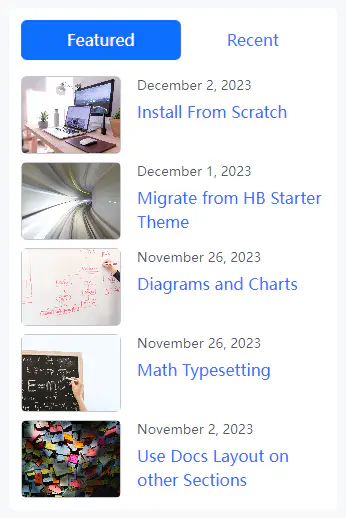 Featured
Recent
December 2, 2023
Install From Scratch
December 1, 2023
Migrate from HB Starter
Theme
November 26, 2023
Diagrams and Charts
November 26, 2023
Math Typesetting
November 2, 2023
Use Docs Layout on
other Sections